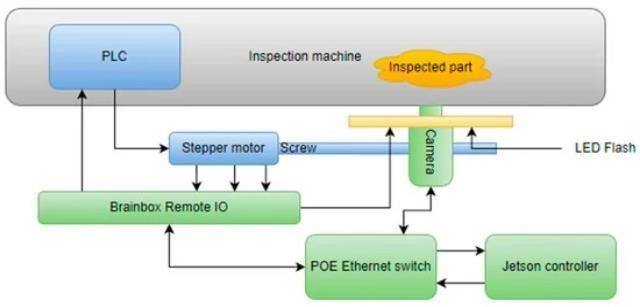 PLC
Inspection machine
Inspected part
Stepper motor
Screw
Camera
LED Flash
Brainbox Remote IO
POE Ethernet switch
Jetson controller